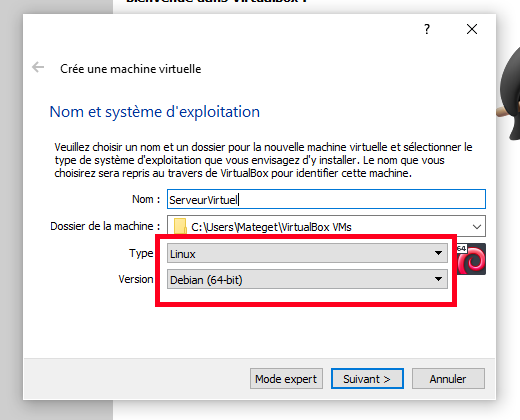 Bienvenue dans VirtualBox !
?
Crée une machine virtuelle
Nom et système d'exploitation
Veuillez choisir un nom et un dossier pour la nouvelle machine virtuelle et sélectionner le
type de système d'exploitation que vous envisagez d'y installer. Le nom que vous
choisirez sera repris au travers de VirtualBox pour identifier cette machine.
Nom : ServeurVirtuel
Dossier de la machine : C:\Users\Mateget\VirtualBox VMs
Type : Linux
64
Version : Debian (64-bit)
Mode expert Suivant > Annuler